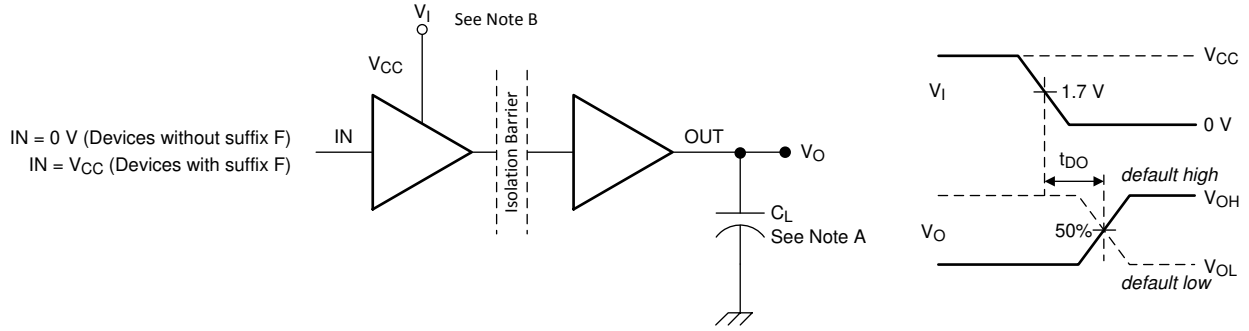 V_I
See Note B
V_CC
IN = 0 V (Devices without suffix F)
IN = V_CC (Devices with suffix F)
IN
Isolation Barrier
OUT
V_O
C_L
See Note A
V_I
V_CC
1.7 V
0 V
t_DO
default high
V_OH
V_O
50%
default low
V_OL